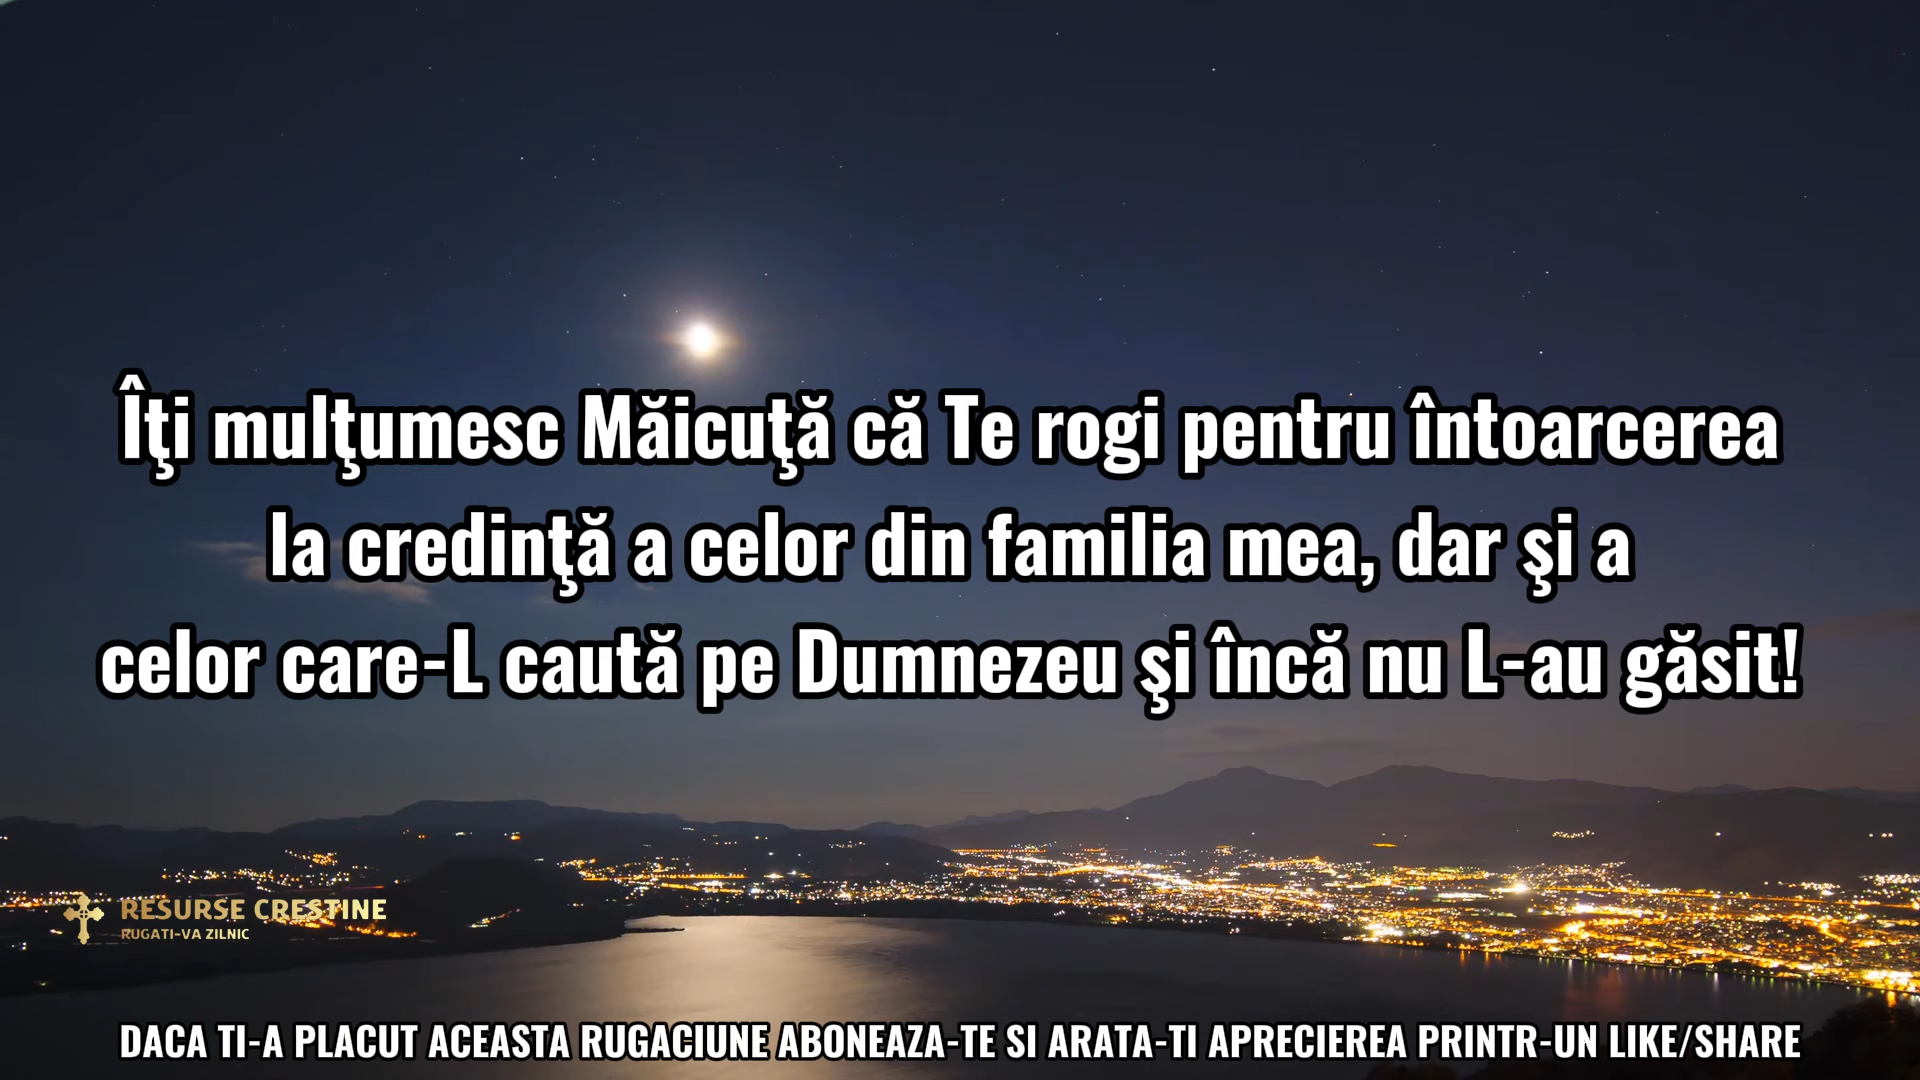 Îţi mulţumesc Măicuţă că Te rogi pentru întoarcerea
la credinţă a celor din familia mea, dar şi a
celor care-L caută pe Dumnezeu şi încă nu L-au găsit!
RESURSE CRESTINE
RUGATI-VA ZILNIC
DACA TI-A PLACUT ACEASTA RUGACIUNE ABONEAZA-TE SI ARATA-TI APRECIEREA PRINTR-UN LIKE/SHARE